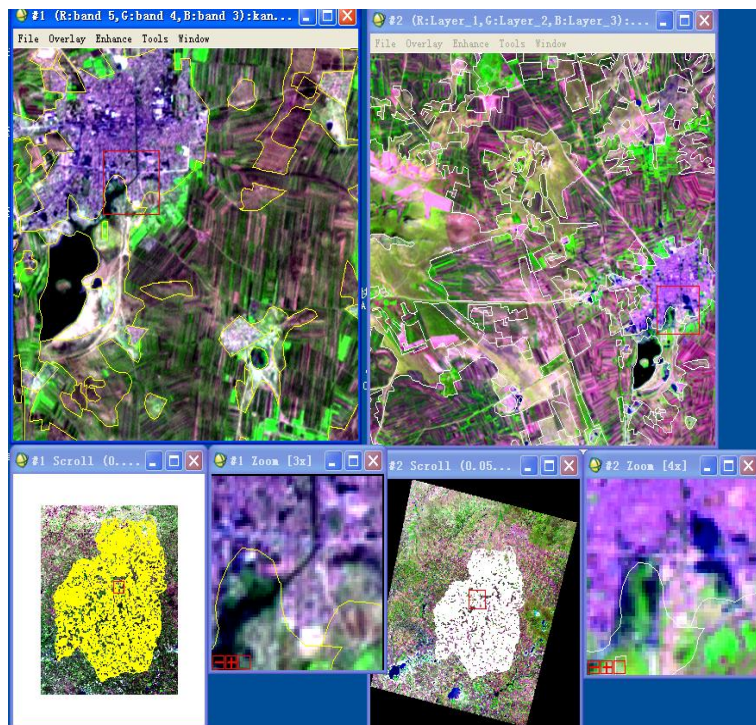 #1 (R:band 5,G:band 4,B:band 3):kan...
File Overlay Enhance Tools Window
#2 (R:Layer_1,G:Layer_2,B:Layer_3):...
File Overlay Enhance Tools Window
#1 Scroll (0....
#1 Zoom [3x]
#2 Scroll (0.05...
#2 Zoom [4x]